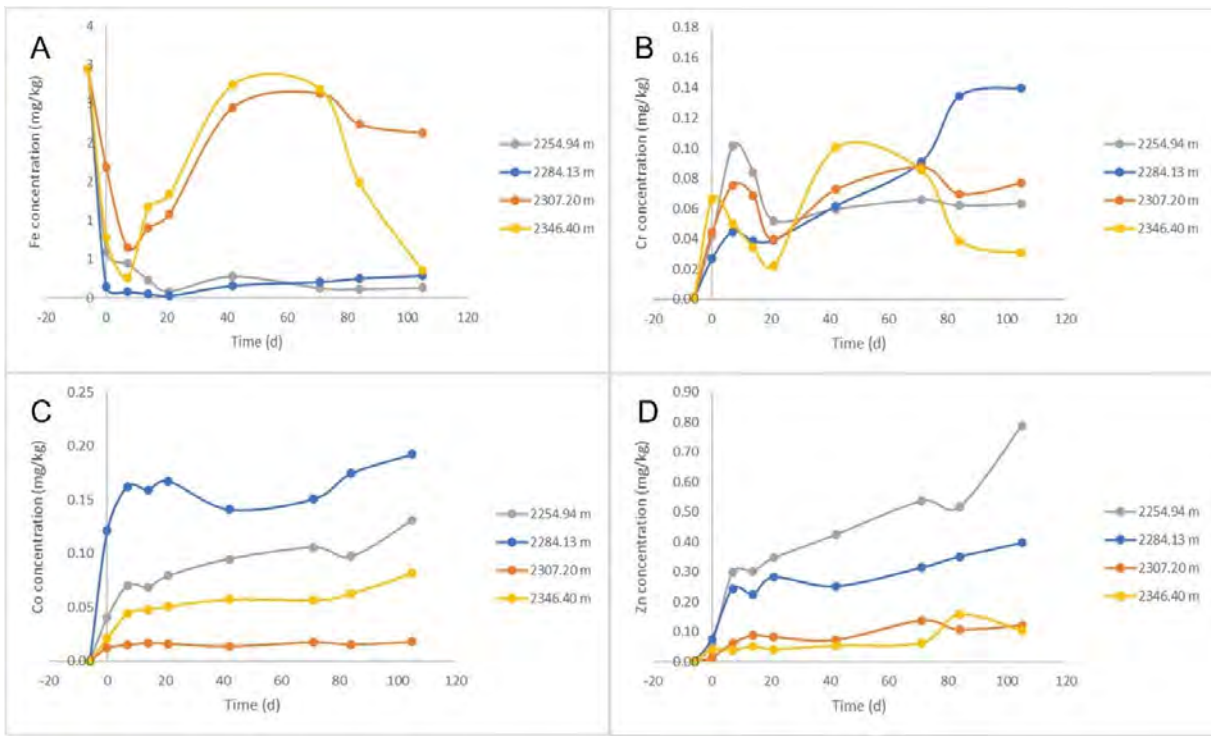 A
Fe concentration (mg/kg)
4
3
3
2
2
1
1
0
-20 0 20 40 60 80 100 120
Time (d)
2254.94 m
2284.13 m
2307.20 m
2346.40 m
B
Cr concentration (mg/kg)
0.18
0.16
0.14
0.12
0.10
0.08
0.06
0.04
0.02
0.00
-20 0 20 40 60 80 100 120
Time (d)
2254.94 m
2284.13 m
2307.20 m
2346.40 m
C
Co concentration (mg/kg)
0.25
0.20
0.15
0.10
0.05
0.00
-20 0 20 40 60 80 100 120
Time (d)
2254.94 m
2284.13 m
2307.20 m
2346.40 m
D
Zn concentration (mg/kg)
0.90
0.80
0.70
0.60
0.50
0.40
0.30
0.20
0.10
0.00
-20 0 20 40 60 80 100 120
Time (d)
2254.94 m
2284.13 m
2307.20 m
2346.40 m